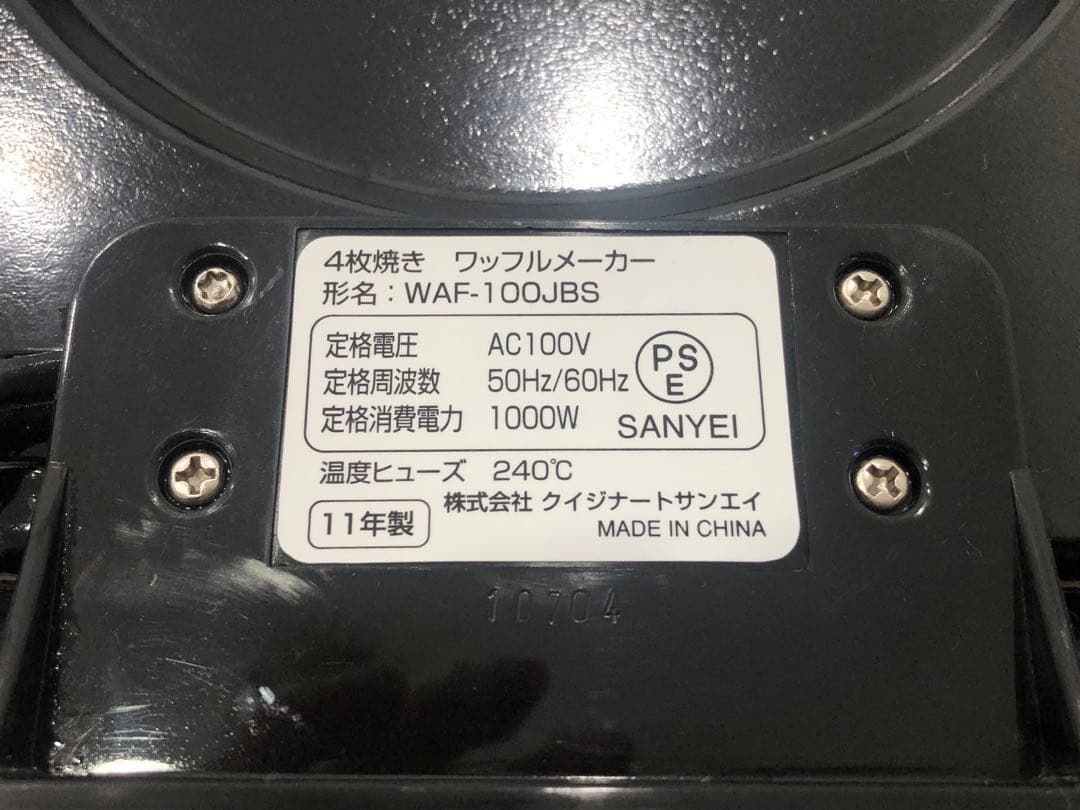 4枚焼き ワッフルメーカー
形名：WAF-100JBS
定格電圧 AC100V
定格周波数 50Hz/60Hz
定格消費電力 1000W
PSE
SANYEI
温度ヒューズ 240℃
株式会社 クイジナートサンエイ
11年製
MADE IN CHINA
10704